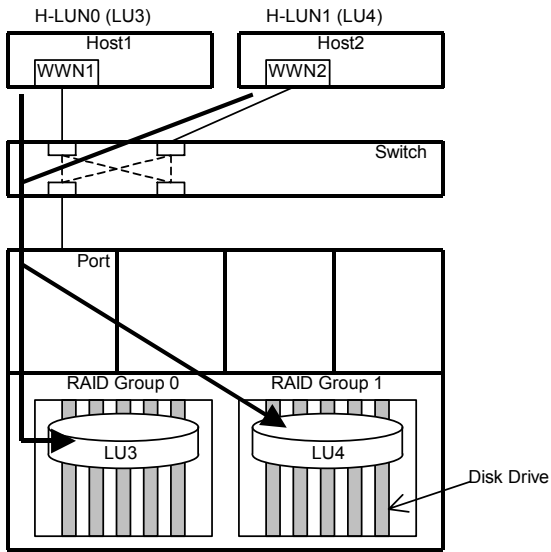 H-LUN0 (LU3)
H-LUN1 (LU4)
Host1
Host2
WWN1
WWN2
Switch
Port
RAID Group 0
RAID Group 1
LU3
LU4
Disk Drive